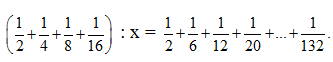 (1/2 + 1/4 + 1/8 + 1/16) : x = 1/2 + 1/6 + 1/12 + 1/20 + ... + 1/132.